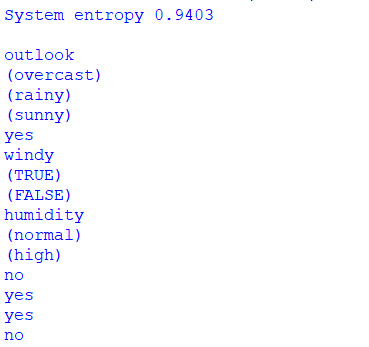 System entropy 0.9403
outlook
(overcast)
(rainy)
(sunny)
yes
windy
(TRUE)
(FALSE)
humidity
(normal)
(high)
no
yes
yes
no